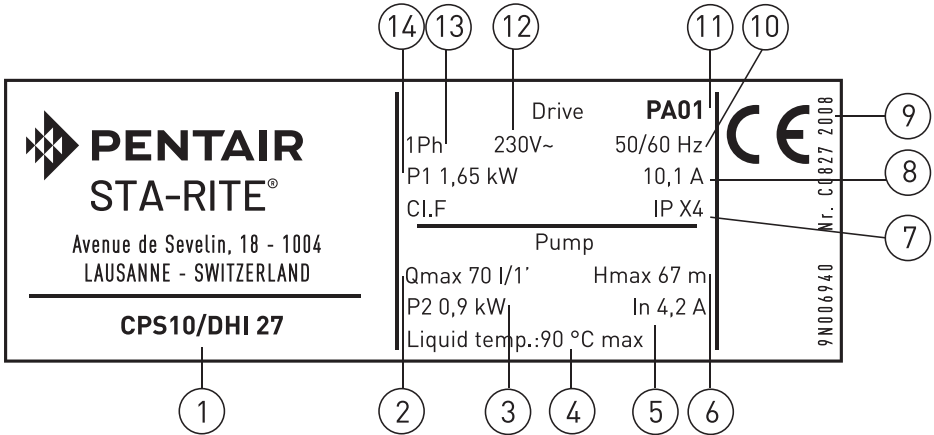 14 13 12 11 10
Drive PA01
1Ph 230V~ 50/60 Hz
P1 1,65 kW 10,1 A
CI.F IP X4
PENTAIR
STA-RITE®
Avenue de Sevelin, 18 - 1004
LAUSANNE - SWITZERLAND
CPS10/DHI 27
Pump
Qmax 70 l/1'
Hmax 67 m
P2 0,9 kW In 4,2 A
Liquid temp.:90 °C max
CE
Nr. C0827 2008
9N006940
9
8
7
1 2 3 4 5 6